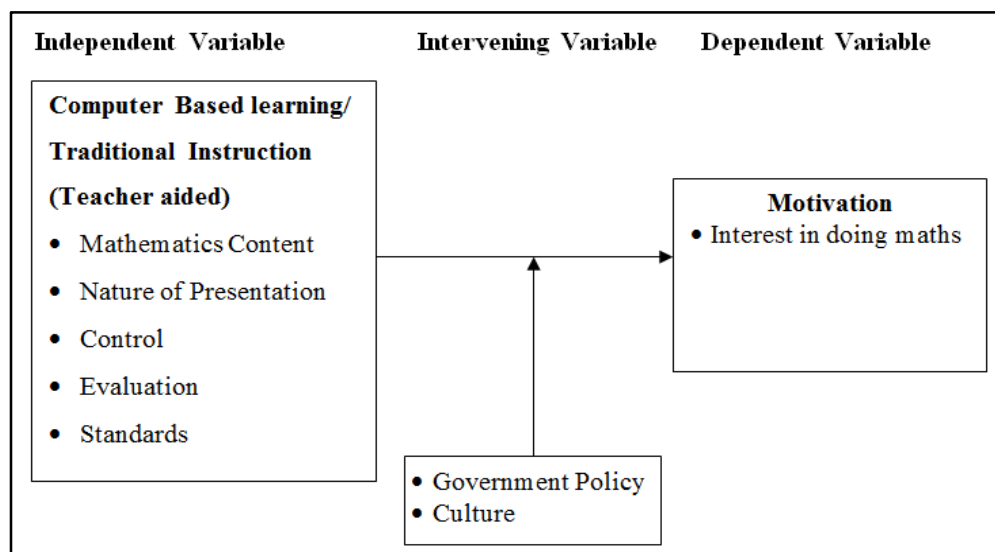 Independent Variable
Intervening Variable
Dependent Variable
Computer Based learning/
Traditional Instruction
(Teacher aided)
• Mathematics Content
• Nature of Presentation
• Control
• Evaluation
• Standards
• Government Policy
• Culture
Motivation
• Interest in doing maths